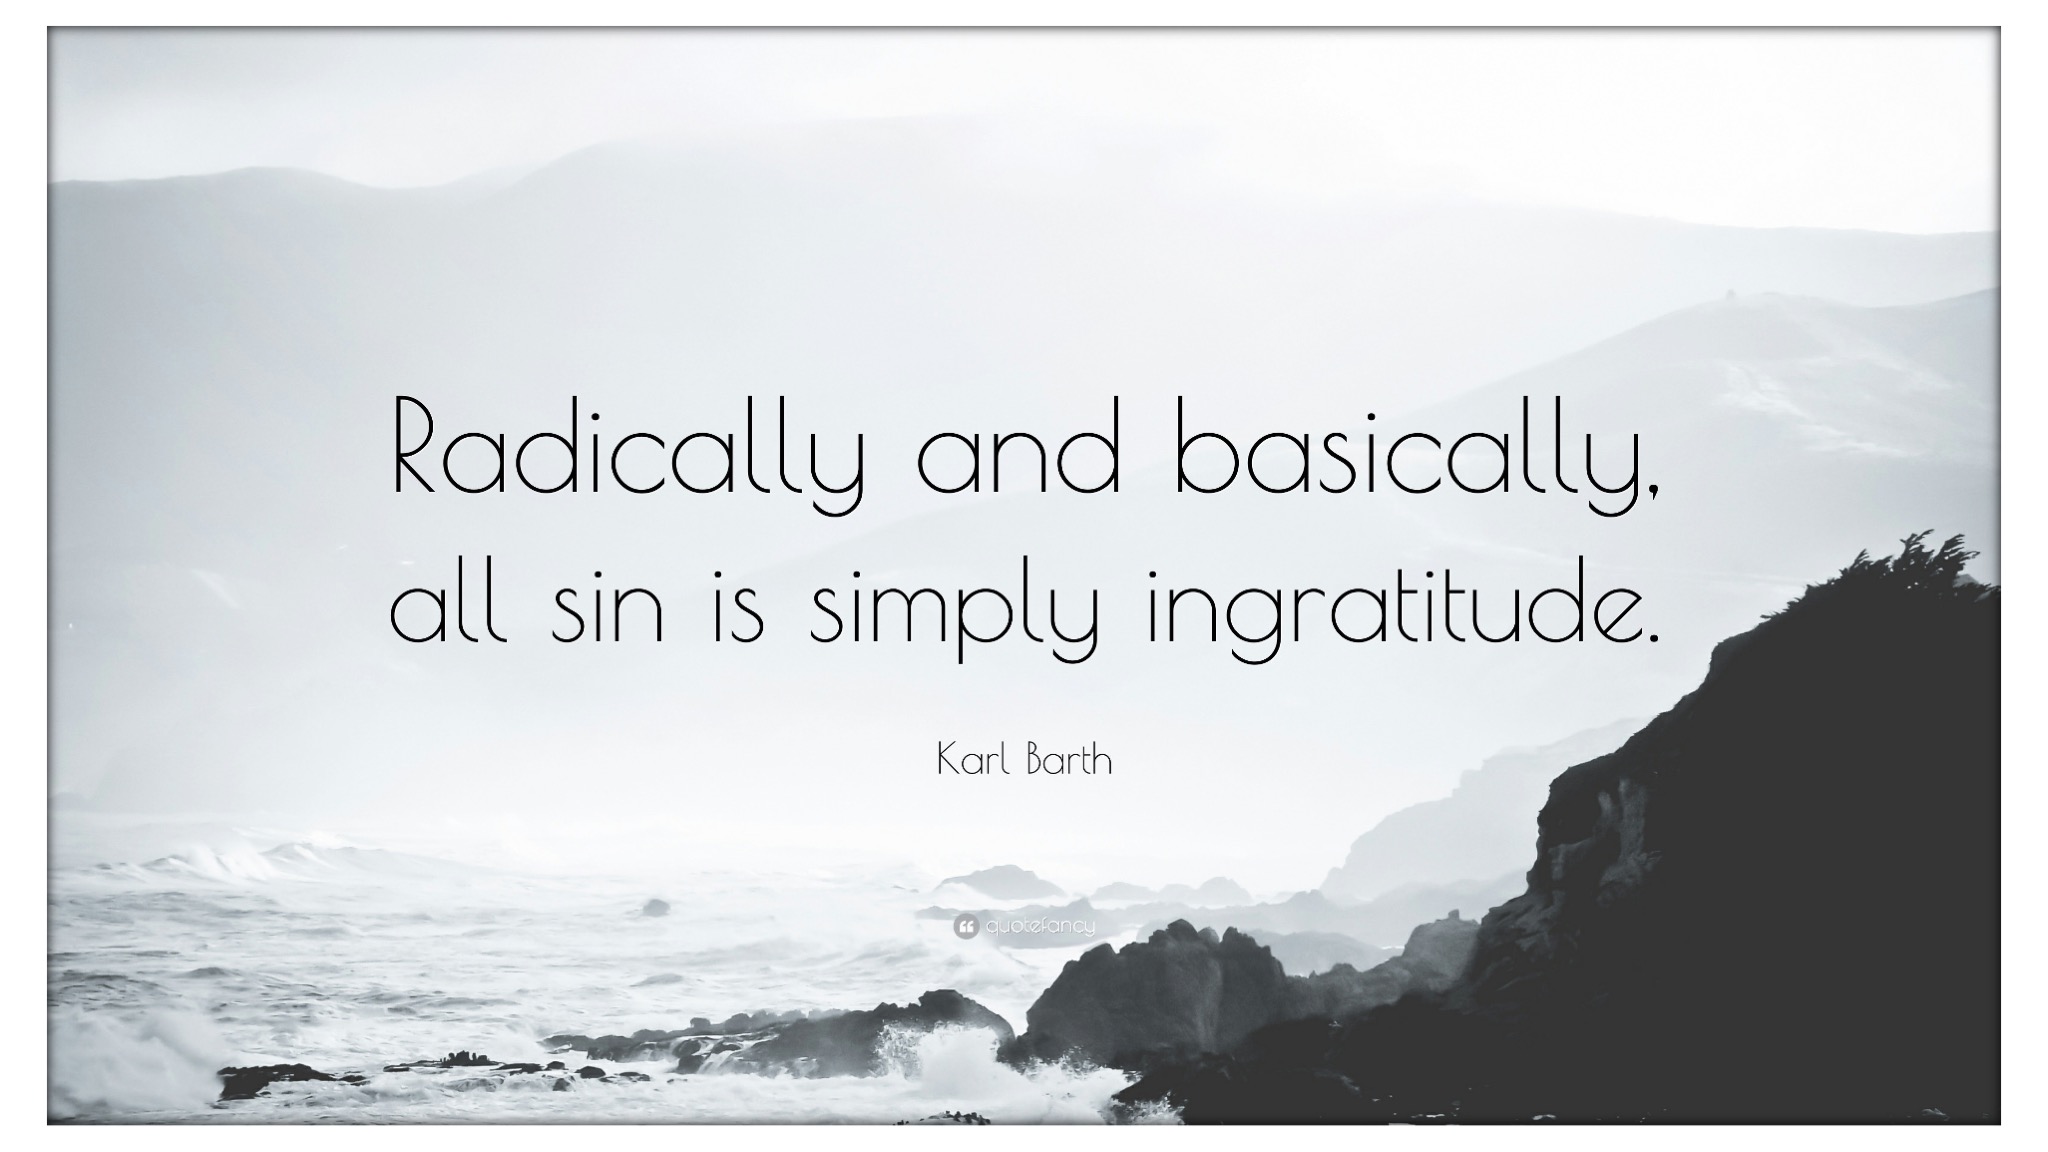 Radically and basically,
all sin is simply ingratitude.
Karl Barth
quotefancy